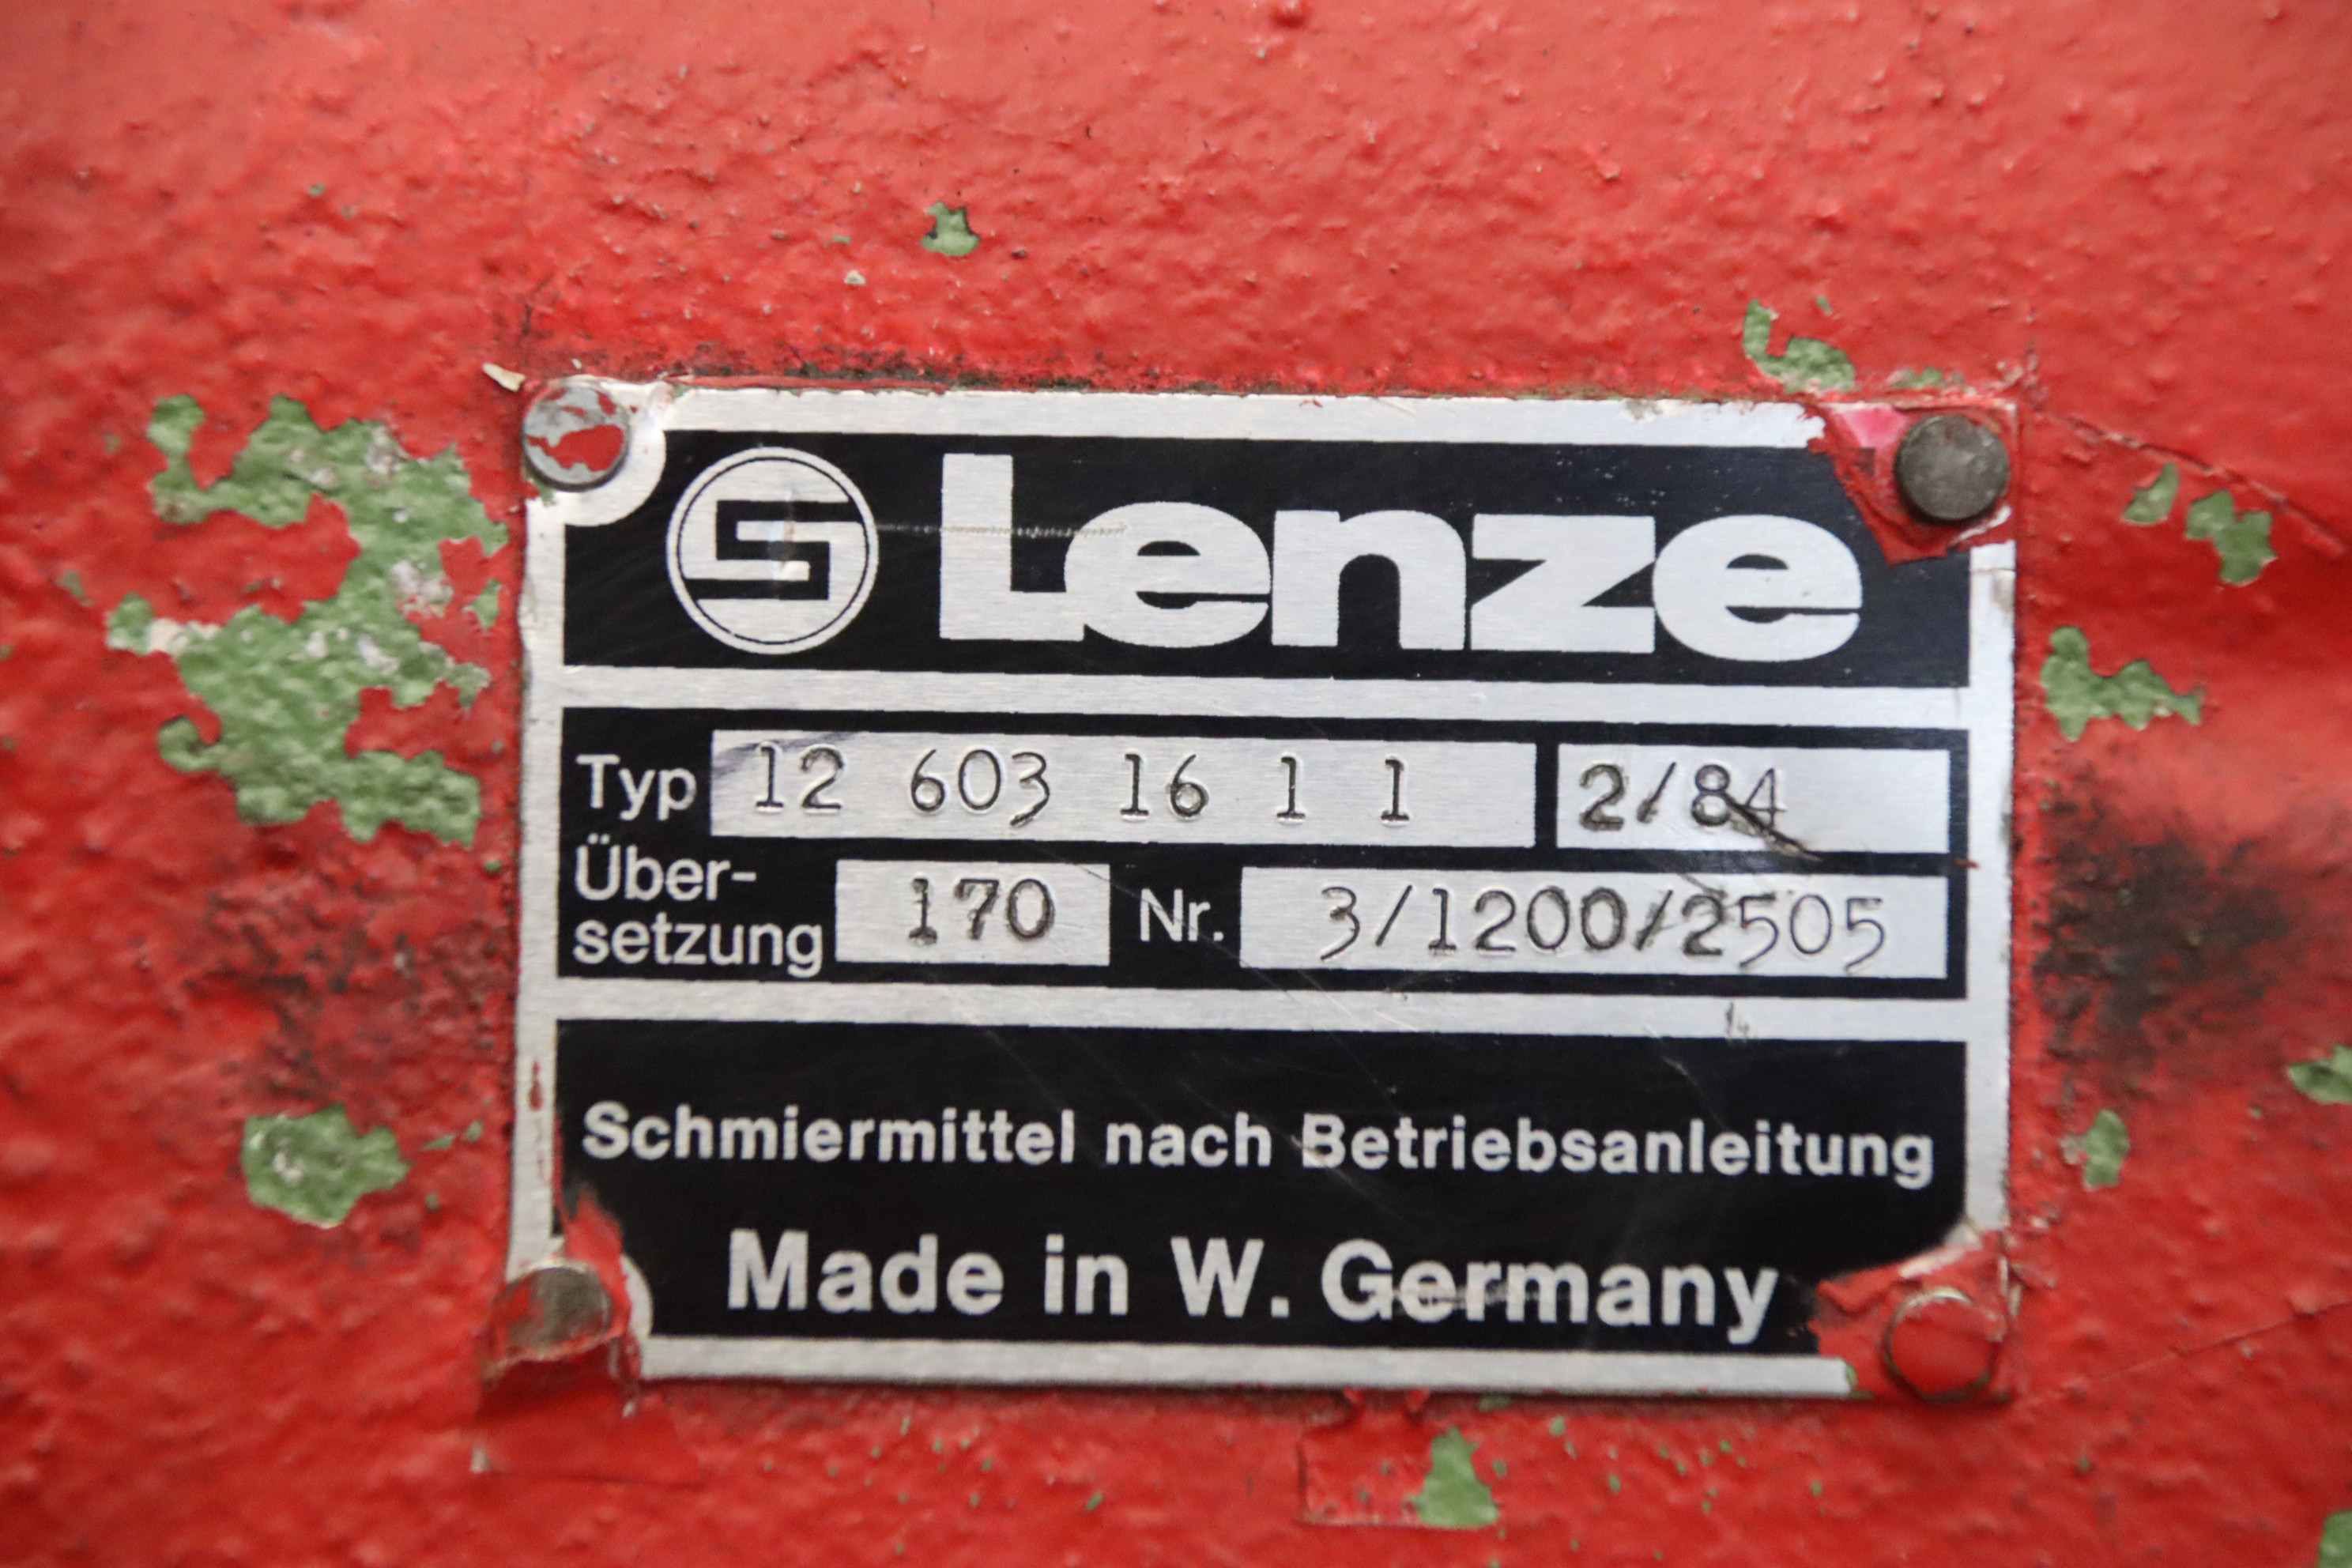 Lenze
Typ 12 603 16 1 1 2/84
Über-
setzung 170 Nr. 3/1200/2505
Schmiermittel nach Betriebsanleitung
Made in W. Germany